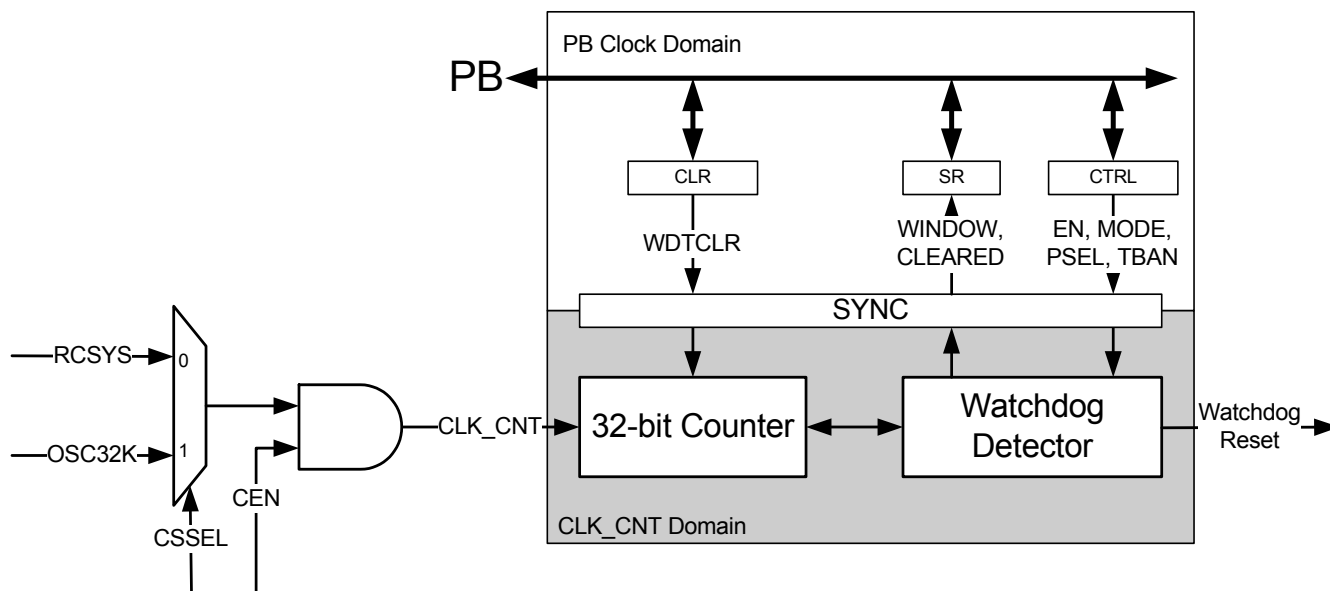 PB Clock Domain
PB
CLR
SR
CTRL
WDTCLR
WINDOW,
CLEARED
EN, MODE,
PSEL, TBAN
SYNC
RCSYS
0
OSC32K
1
CSSEL
CEN
CLK_CNT
32-bit Counter
Watchdog
Detector
Watchdog
Reset
CLK_CNT Domain